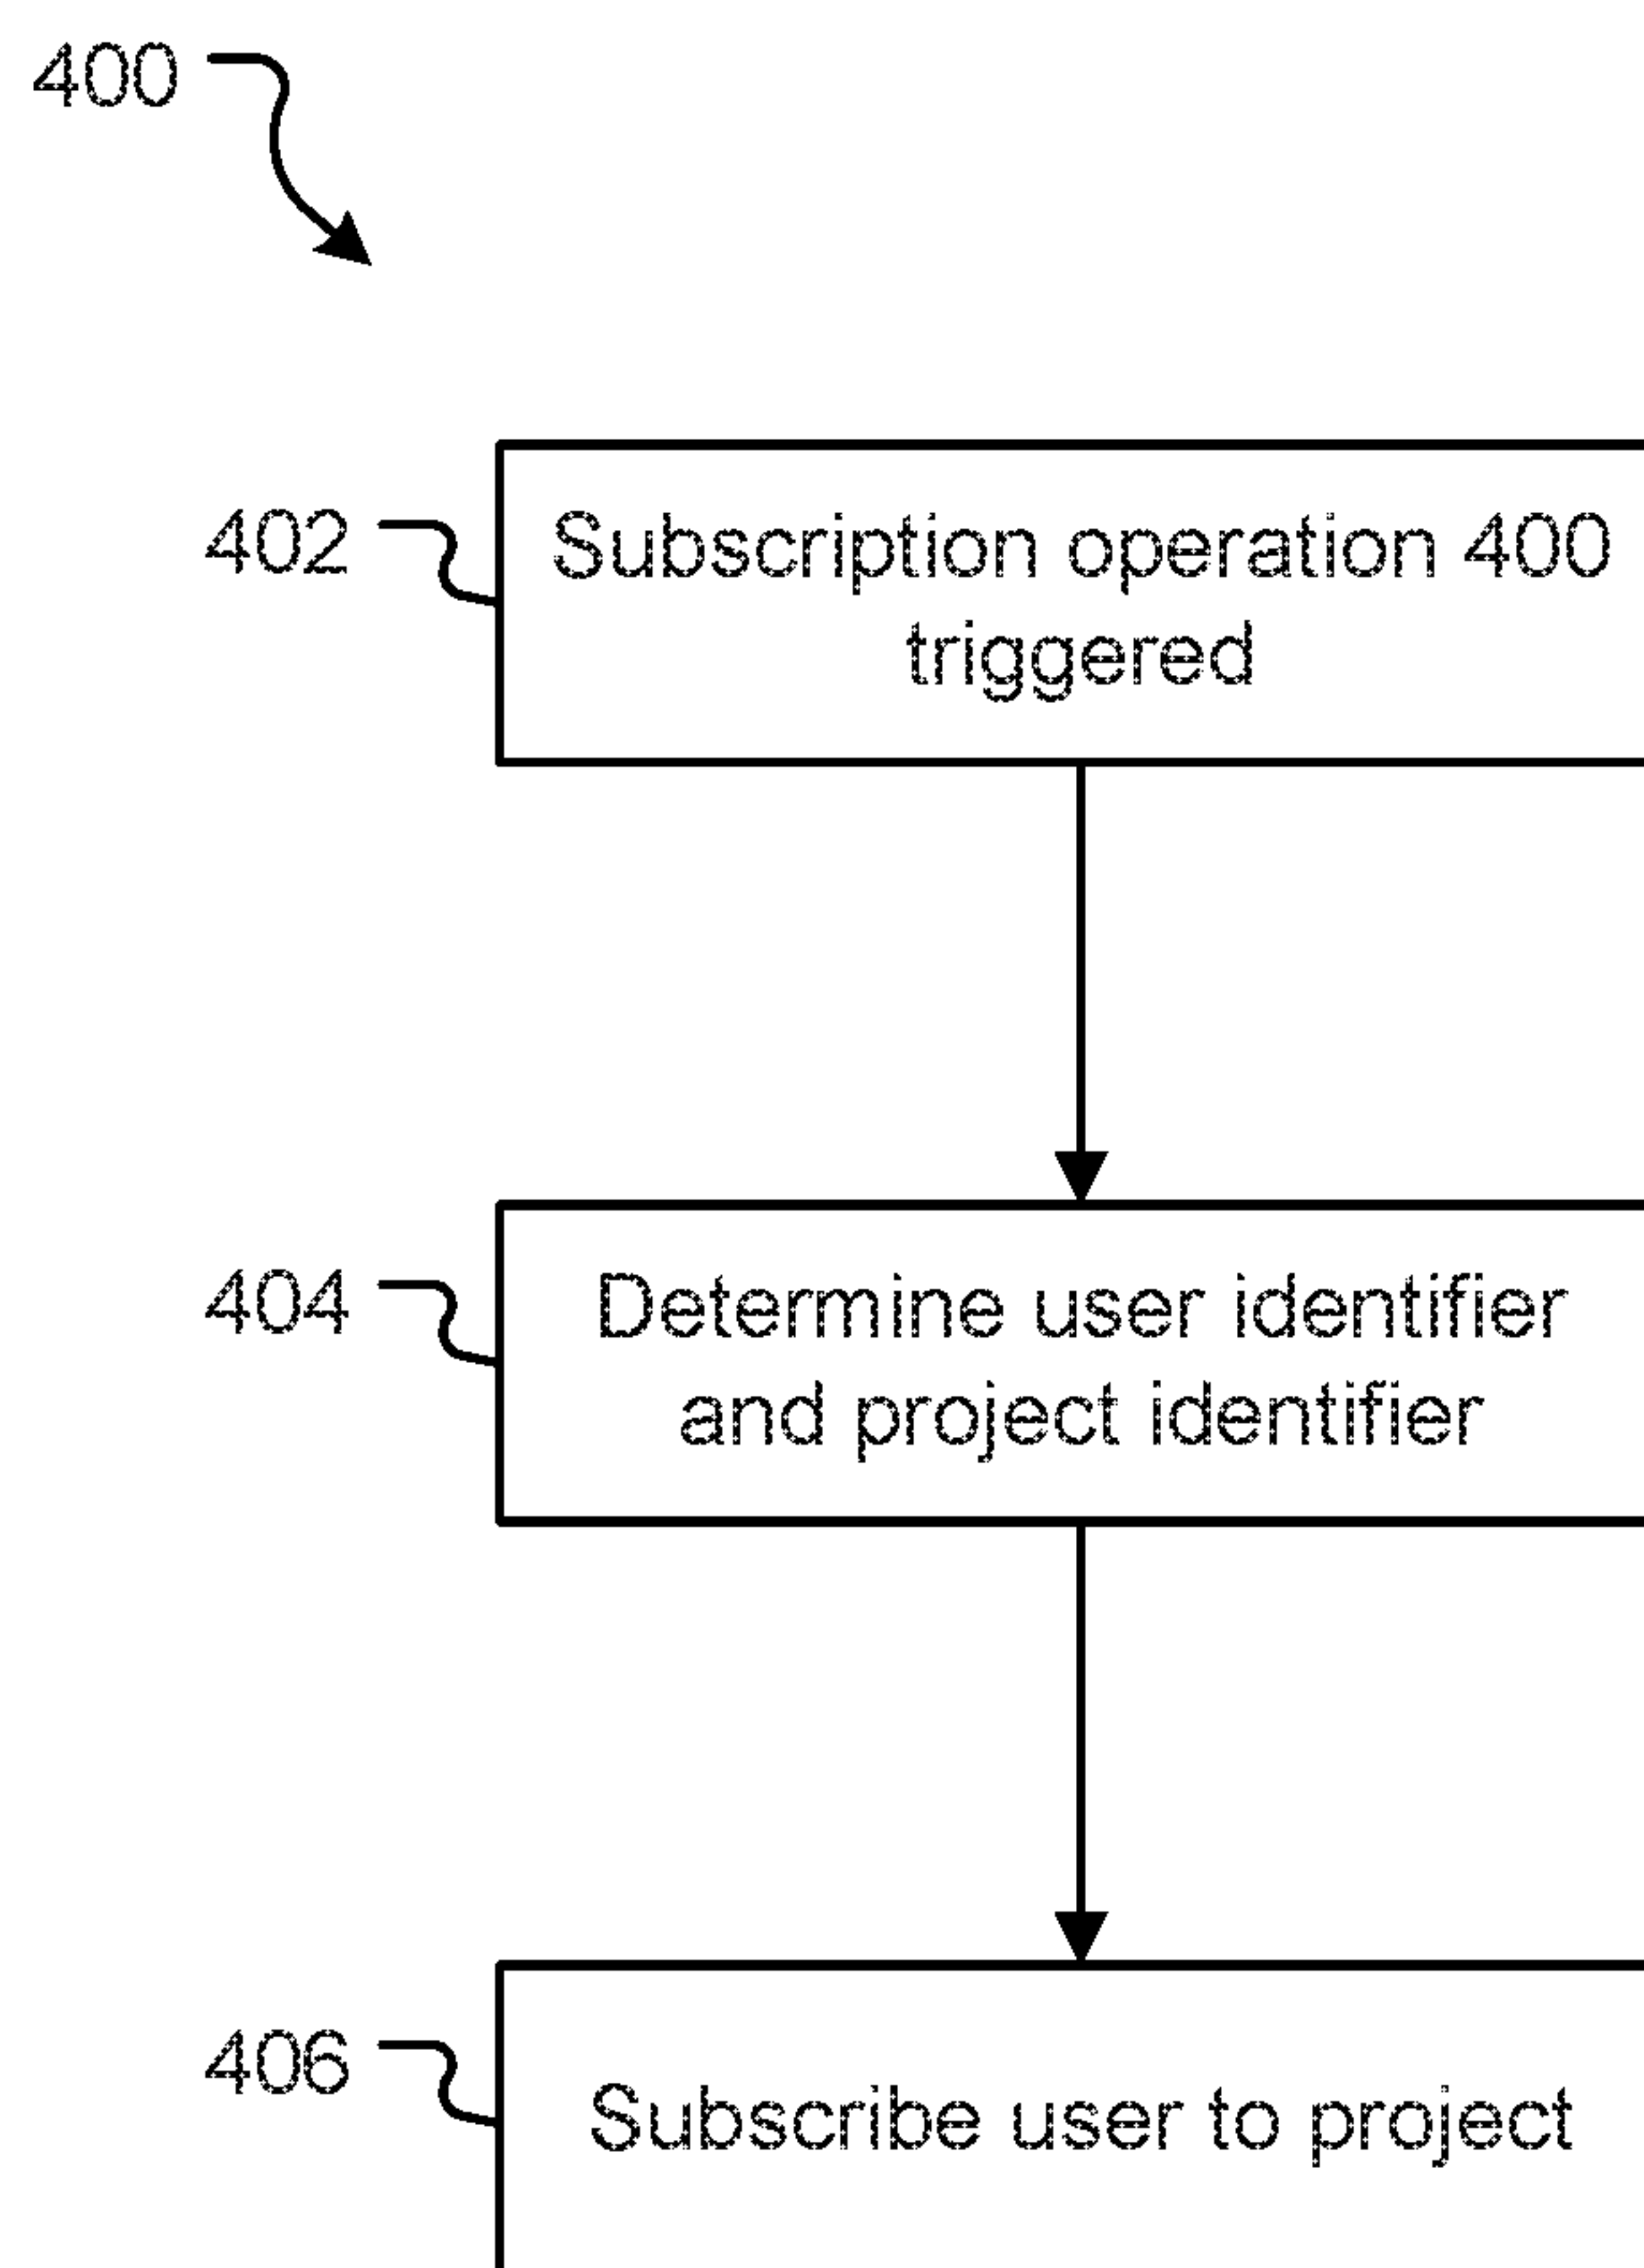 400
402
Subscription operation 400
triggered
404
Determine user identifier
and project identifier
406
Subscribe user to project